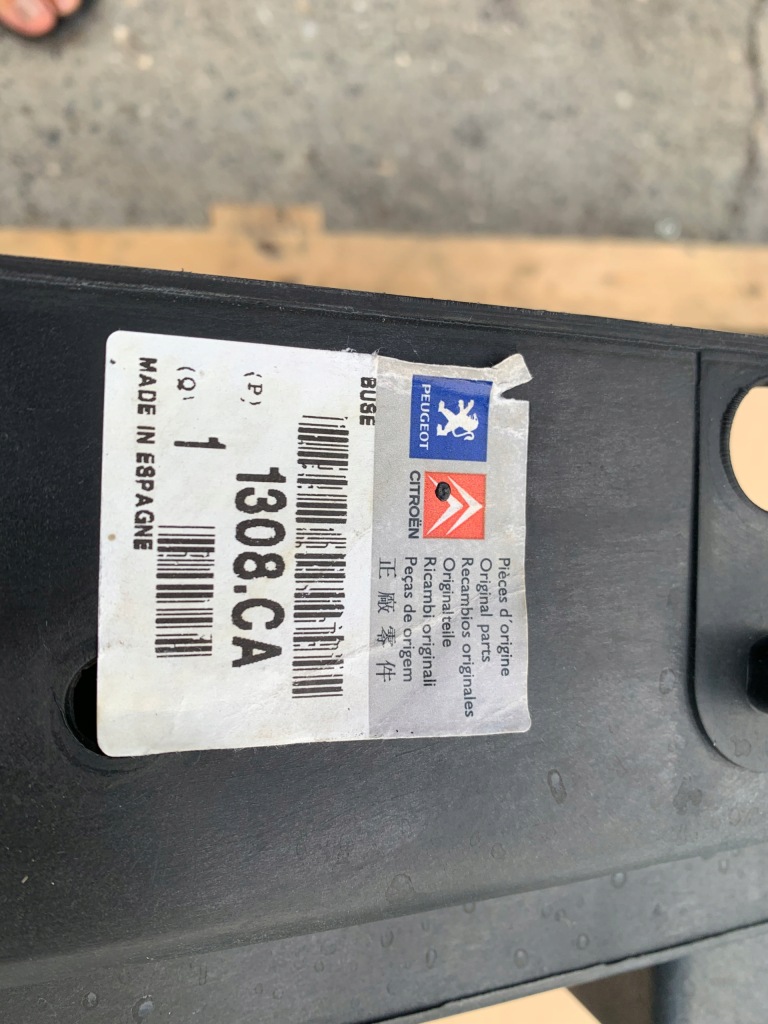 PEUGEOT
CITROËN
Pièces d'origine
Original parts
Recambios originales
Originalteile
Ricambi originali
Peças de origem
正廠零件
BUSE
(P) 1308.CA
(Q) 1
MADE IN ESPAGNE